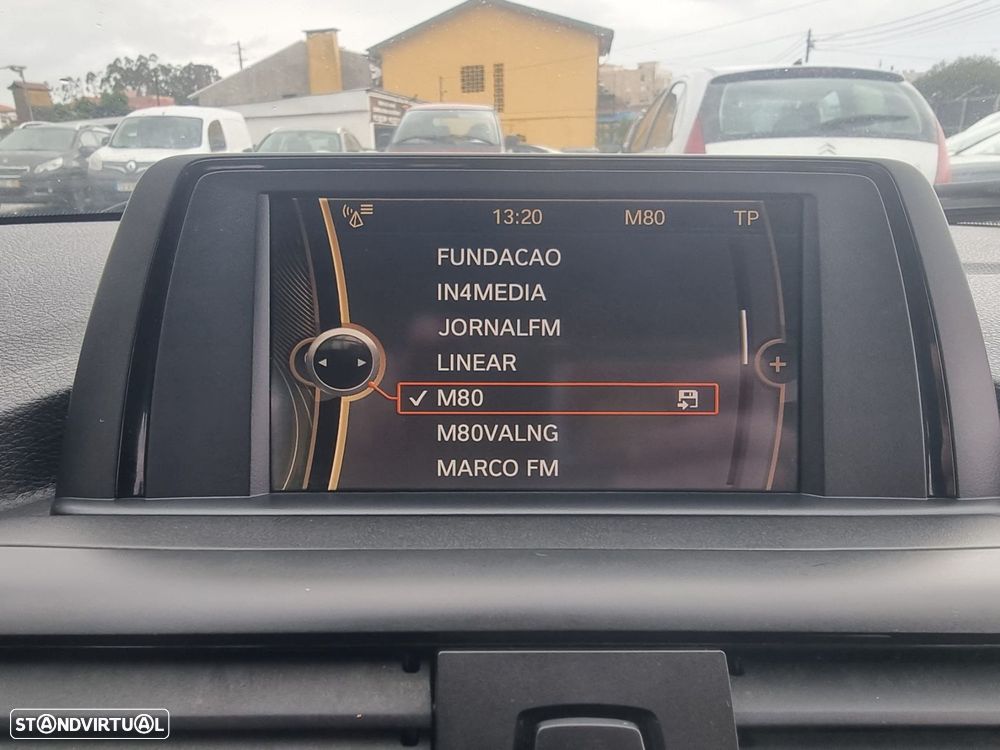 13:20 M80 TP
FUNDACAO
IN4MEDIA
JORNALFM
LINEAR
M80
M80VALNG
MARCO FM
STANDVIRTUAL